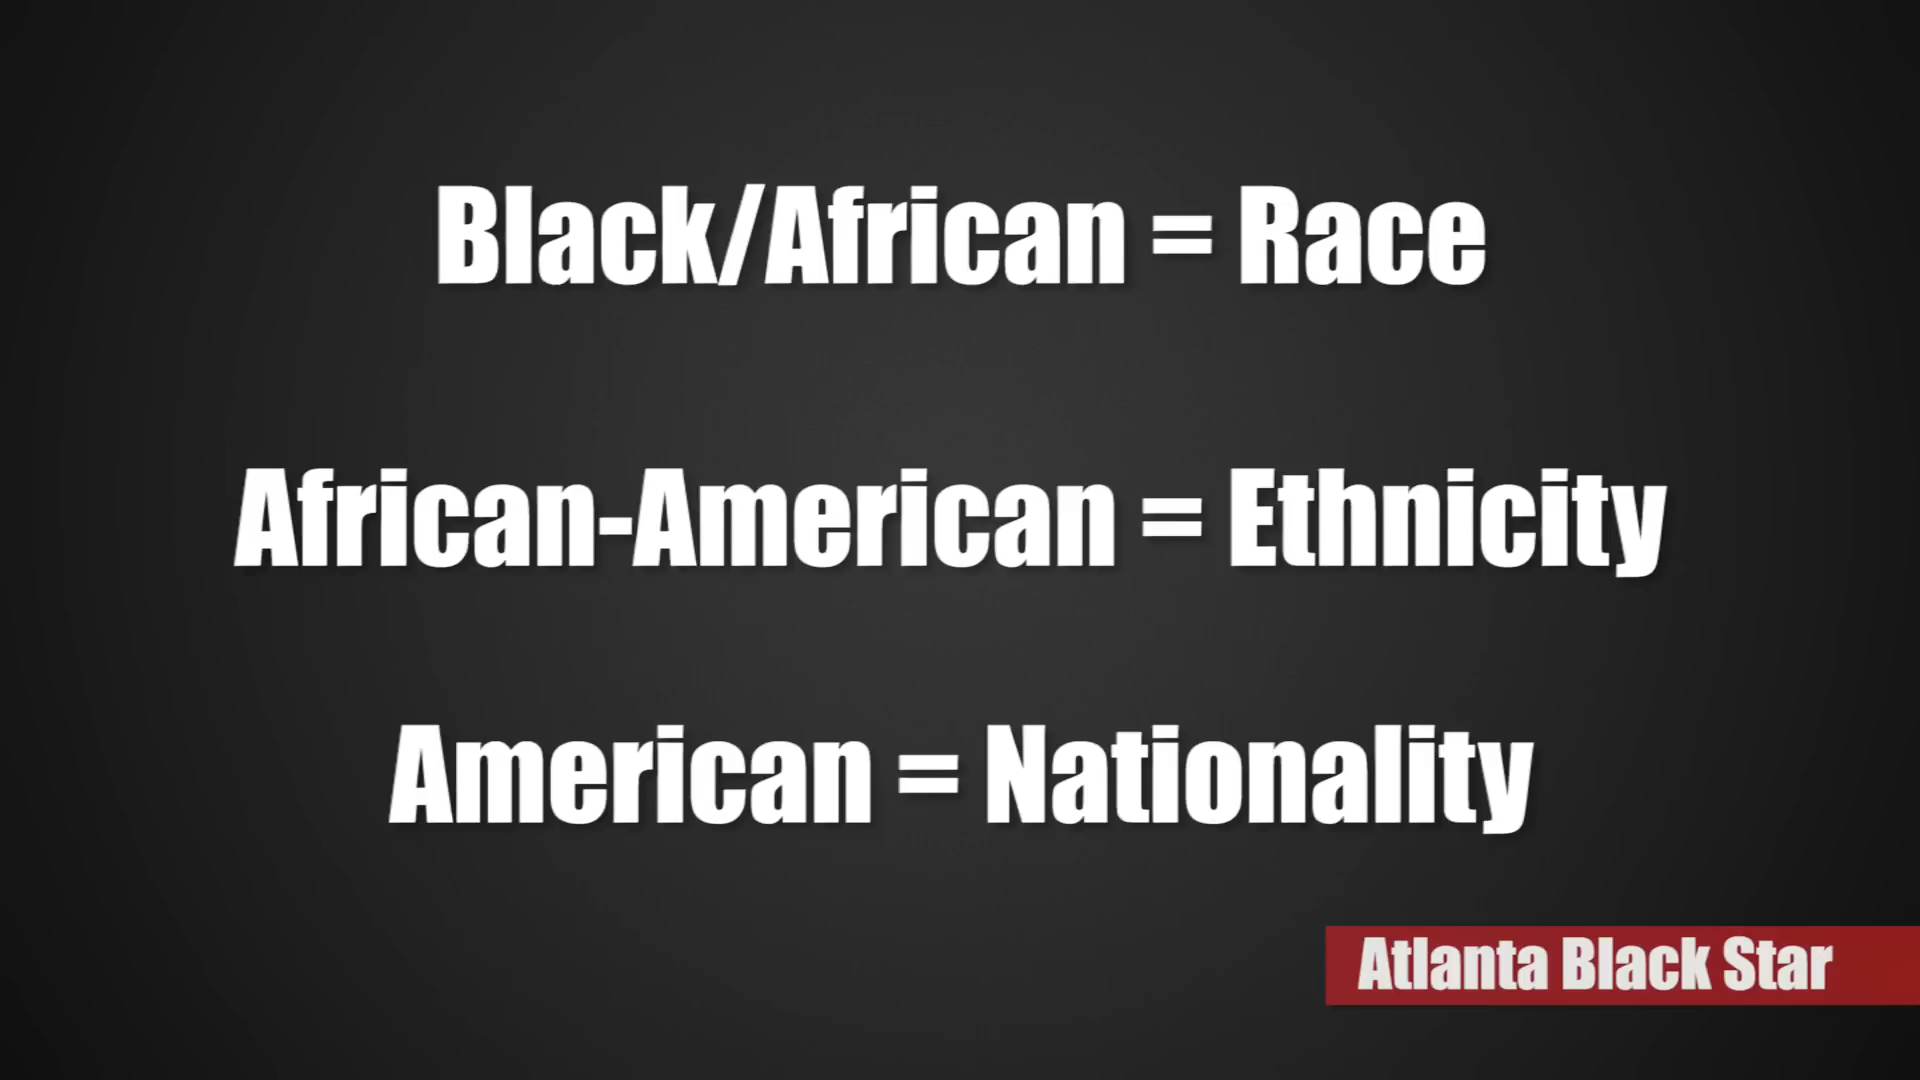 Black/African = Race
African-American = Ethnicity
American = Nationality
Atlanta Black Star